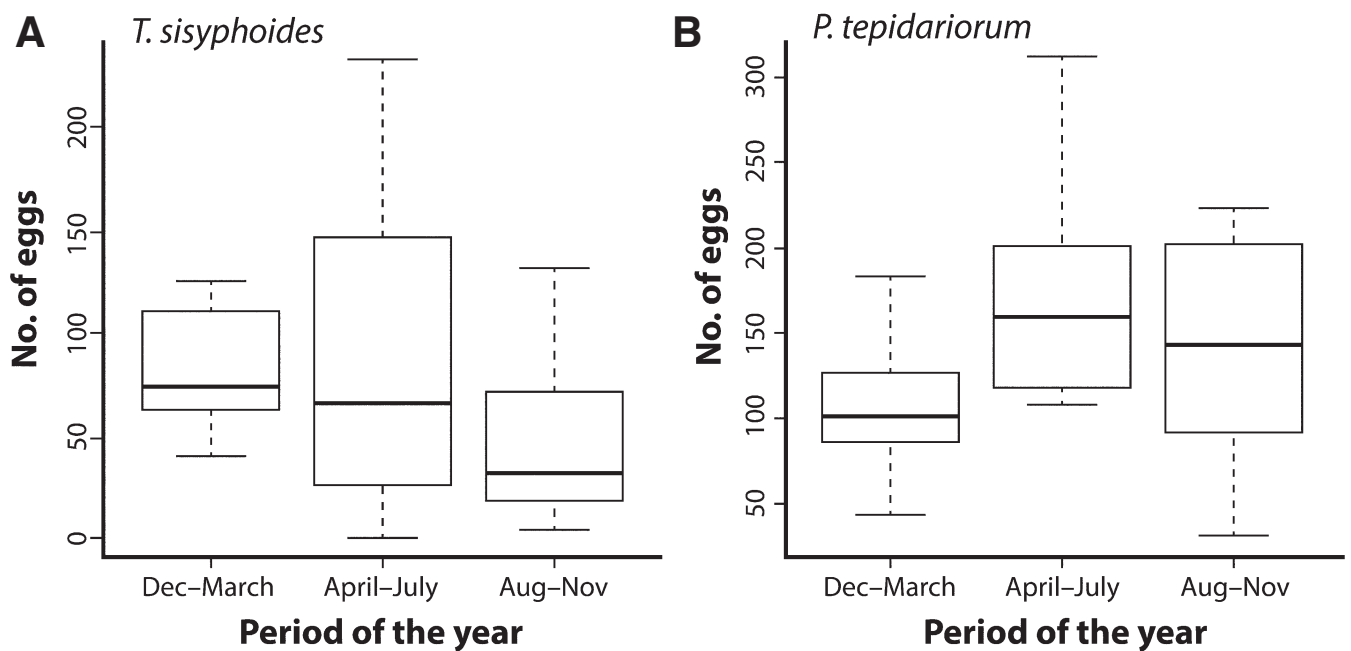 A T. sisyphoides
No. of eggs
200
150
100
50
0
Dec–March April–July Aug–Nov
Period of the year
B P. tepidariorum
No. of eggs
300
250
200
150
100
50
Dec–March April–July Aug–Nov
Period of the year